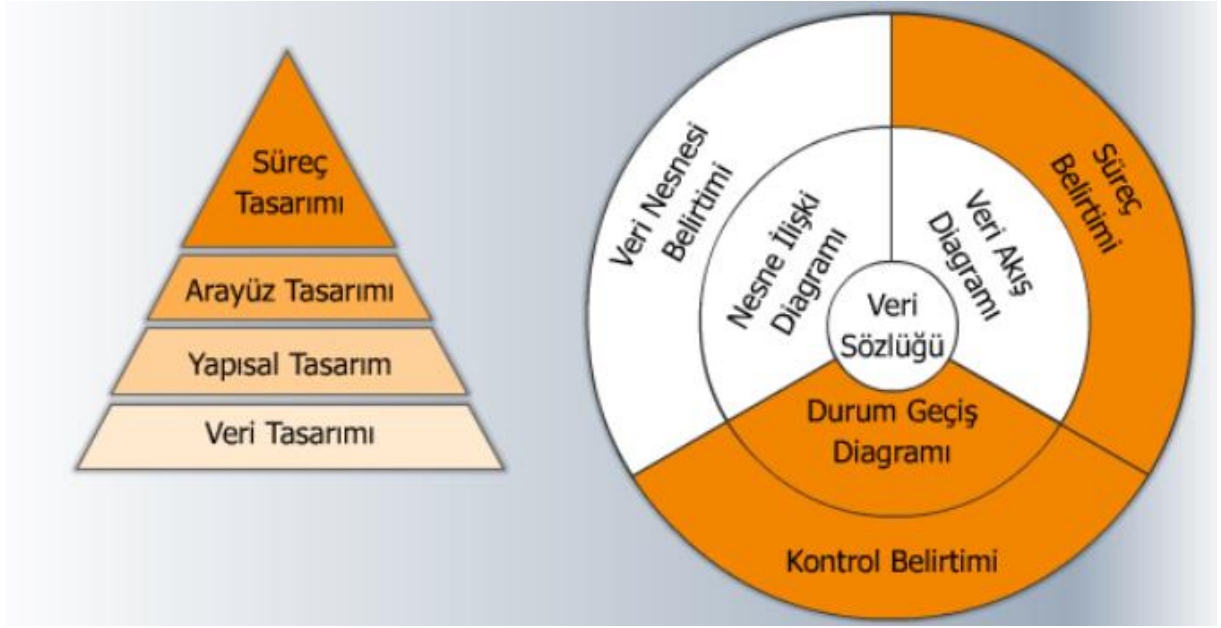 Süreç
Tasarımı
Arayüz Tasarımı
Yapısal Tasarım
Veri Tasarımı
Veri Nesnesi
Belirtimi
Nesne İlişki
Diagramı
Veri Akış
Diagramı
Süreç
Belirtimi
Veri
Sözlüğü
Durum Geçiş
Diagramı
Kontrol Belirtimi